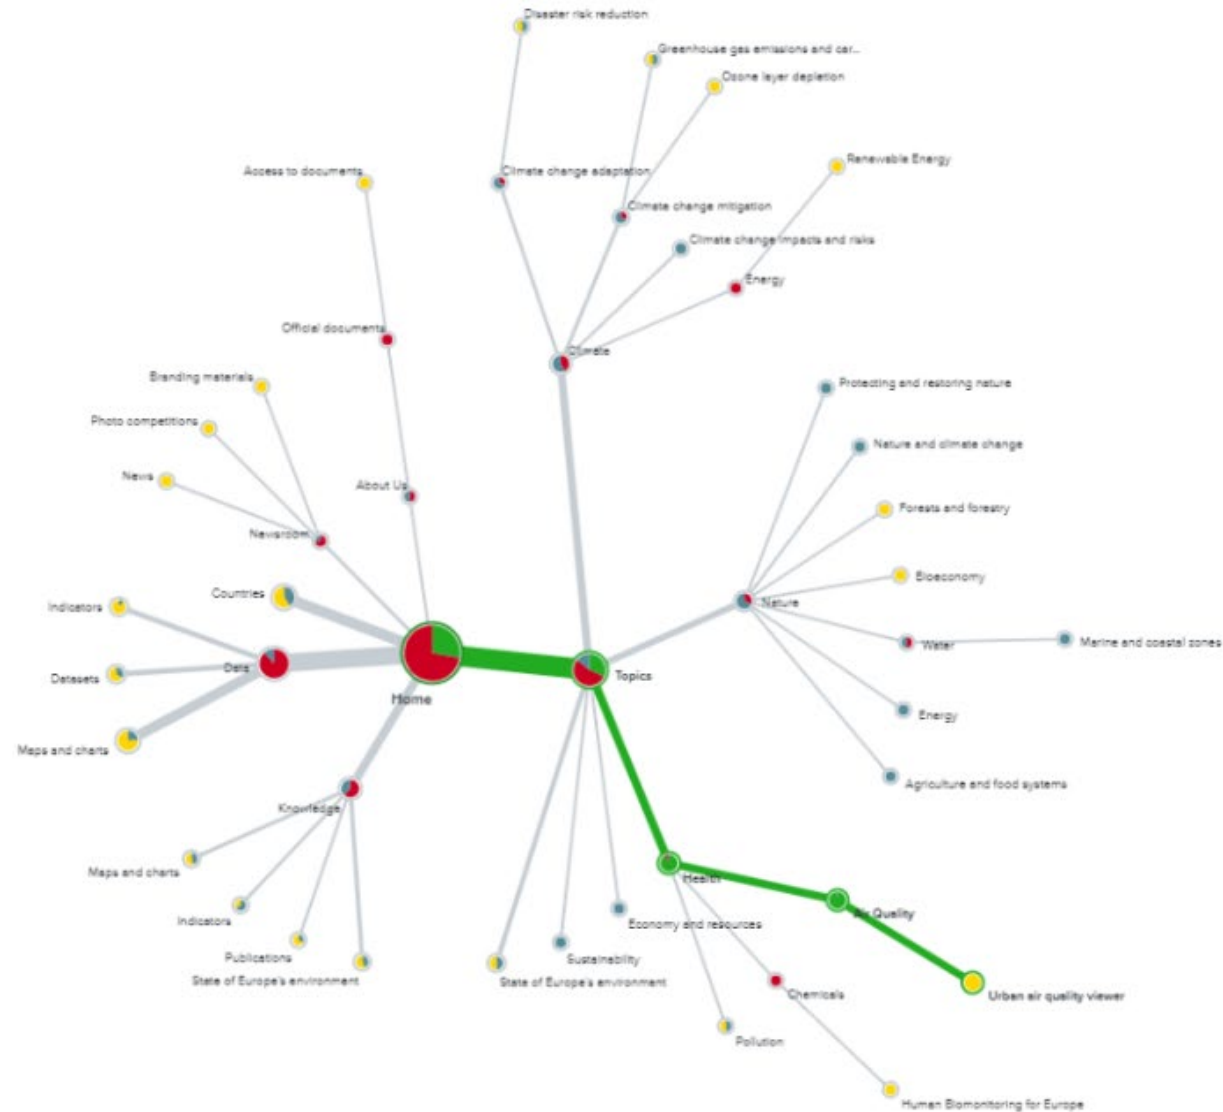 Disaster risk reduction
Greenhouse gas emissions and car...
Ozone layer depletion
Renewable Energy
Access to documents
Climate change adaptation
Climate change mitigation
Climate change impacts and risks
Energy
Official documents
Climate
Branding materials
Protecting and restoring nature
Photo competitions
Nature and climate change
News
About Us
Forests and forestry
Newsroom
Bioeconomy
Countries
Indicators
Nature
Water
Marine and coastal zones
Data
Datasets
Topics
Home
Energy
Maps and charts
Agriculture and food systems
Knowledge
Maps and charts
Health
Indicators
Air Quality
Economy and resources
Publications
Sustainability
State of Europe's environment
State of Europe's environment
Chemicals
Urban air quality viewer
Pollution
Human Biomonitoring for Europe